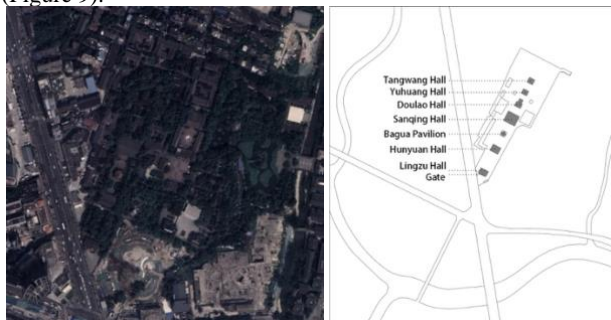 (Figure 9).
Tangwang Hall
Yuhuang Hall
Doulao Hall
Sanqing Hall
Bagua Pavilion
Hunyuan Hall
Lingzu Hall
Gate